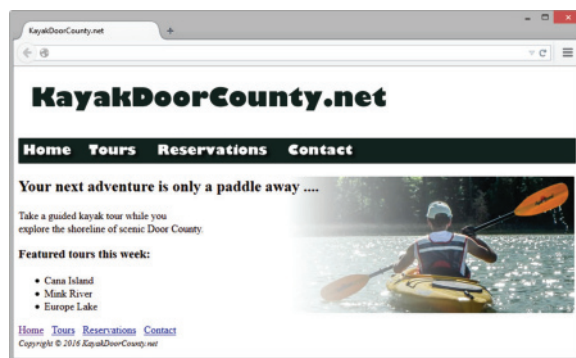 KayakDoorCounty.net
KayakDoorCounty.net
Home Tours Reservations Contact
Your next adventure is only a paddle away ....
Take a guided kayak tour while you
explore the shoreline of scenic Door County.
Featured tours this week:
• Cana Island
• Mink River
• Europe Lake
Home Tours Reservations Contact
Copyright © 2016 KayakDoorCounty.net